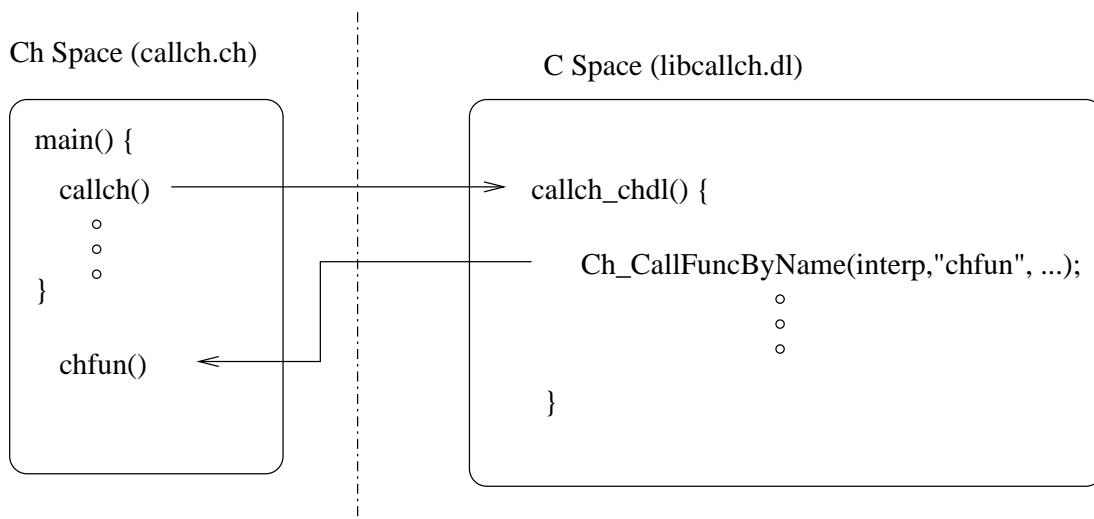 Ch Space (callch.ch)
main() {
callch()
}
chfun()
C Space (libcallch.dl)
callch_chdl() {
Ch_CallFuncByName(interp,"chfun", ...);
}